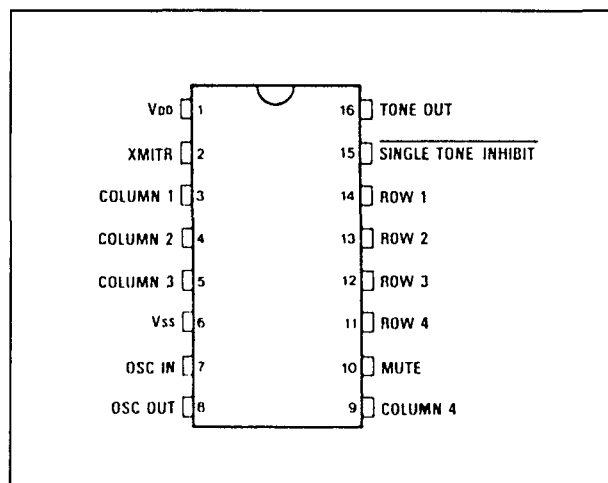 VDD 1 16 TONE OUT
XMITR 2 15 SINGLE TONE INHIBIT
COLUMN 1 3 14 ROW 1
COLUMN 2 4 13 ROW 2
COLUMN 3 5 12 ROW 3
VSS 6 11 ROW 4
OSC IN 7 10 MUTE
OSC OUT 8 9 COLUMN 4